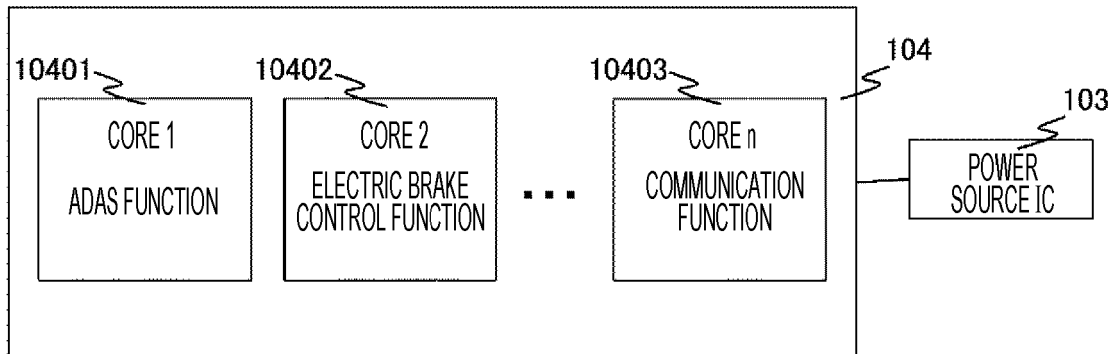 10401
10402
10403
104
103
CORE 1
ADAS FUNCTION
CORE 2
ELECTRIC BRAKE
CONTROL FUNCTION
...
CORE n
COMMUNICATION
FUNCTION
POWER
SOURCE IC